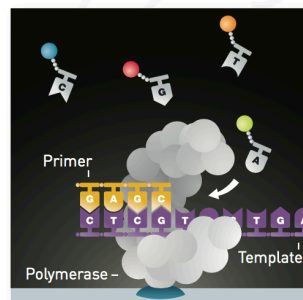 C
G
T
A
Primer
G A G C
C T C G T C T G A
Template
Polymerase